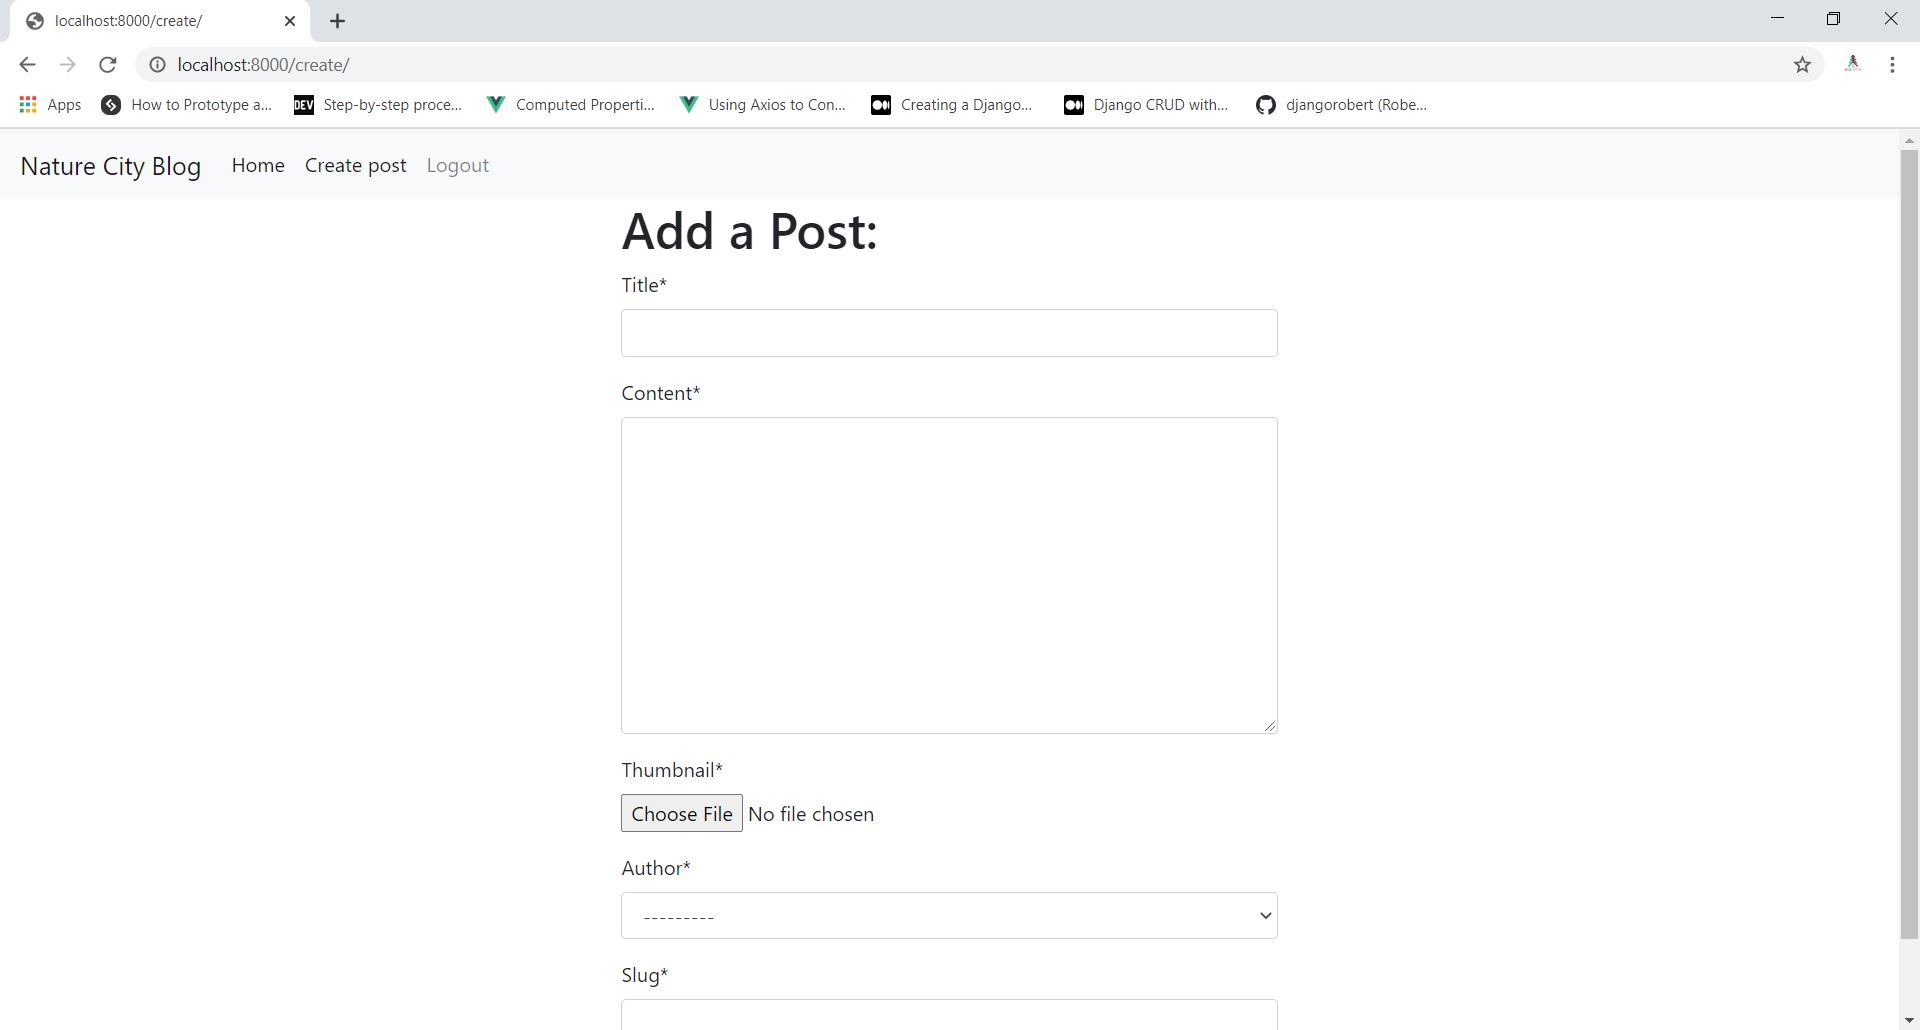 localhost:8000/create/
localhost:8000/create/
Apps How to Prototype a... DEV Step-by-step proce... Computed Properti... Using Axios to Con... Creating a Django... Django CRUD with... djangorobert (Robe...
Nature City Blog Home Create post Logout
Add a Post:
Title*
Content*
Thumbnail*
Choose File No file chosen
Author*
---------
Slug*